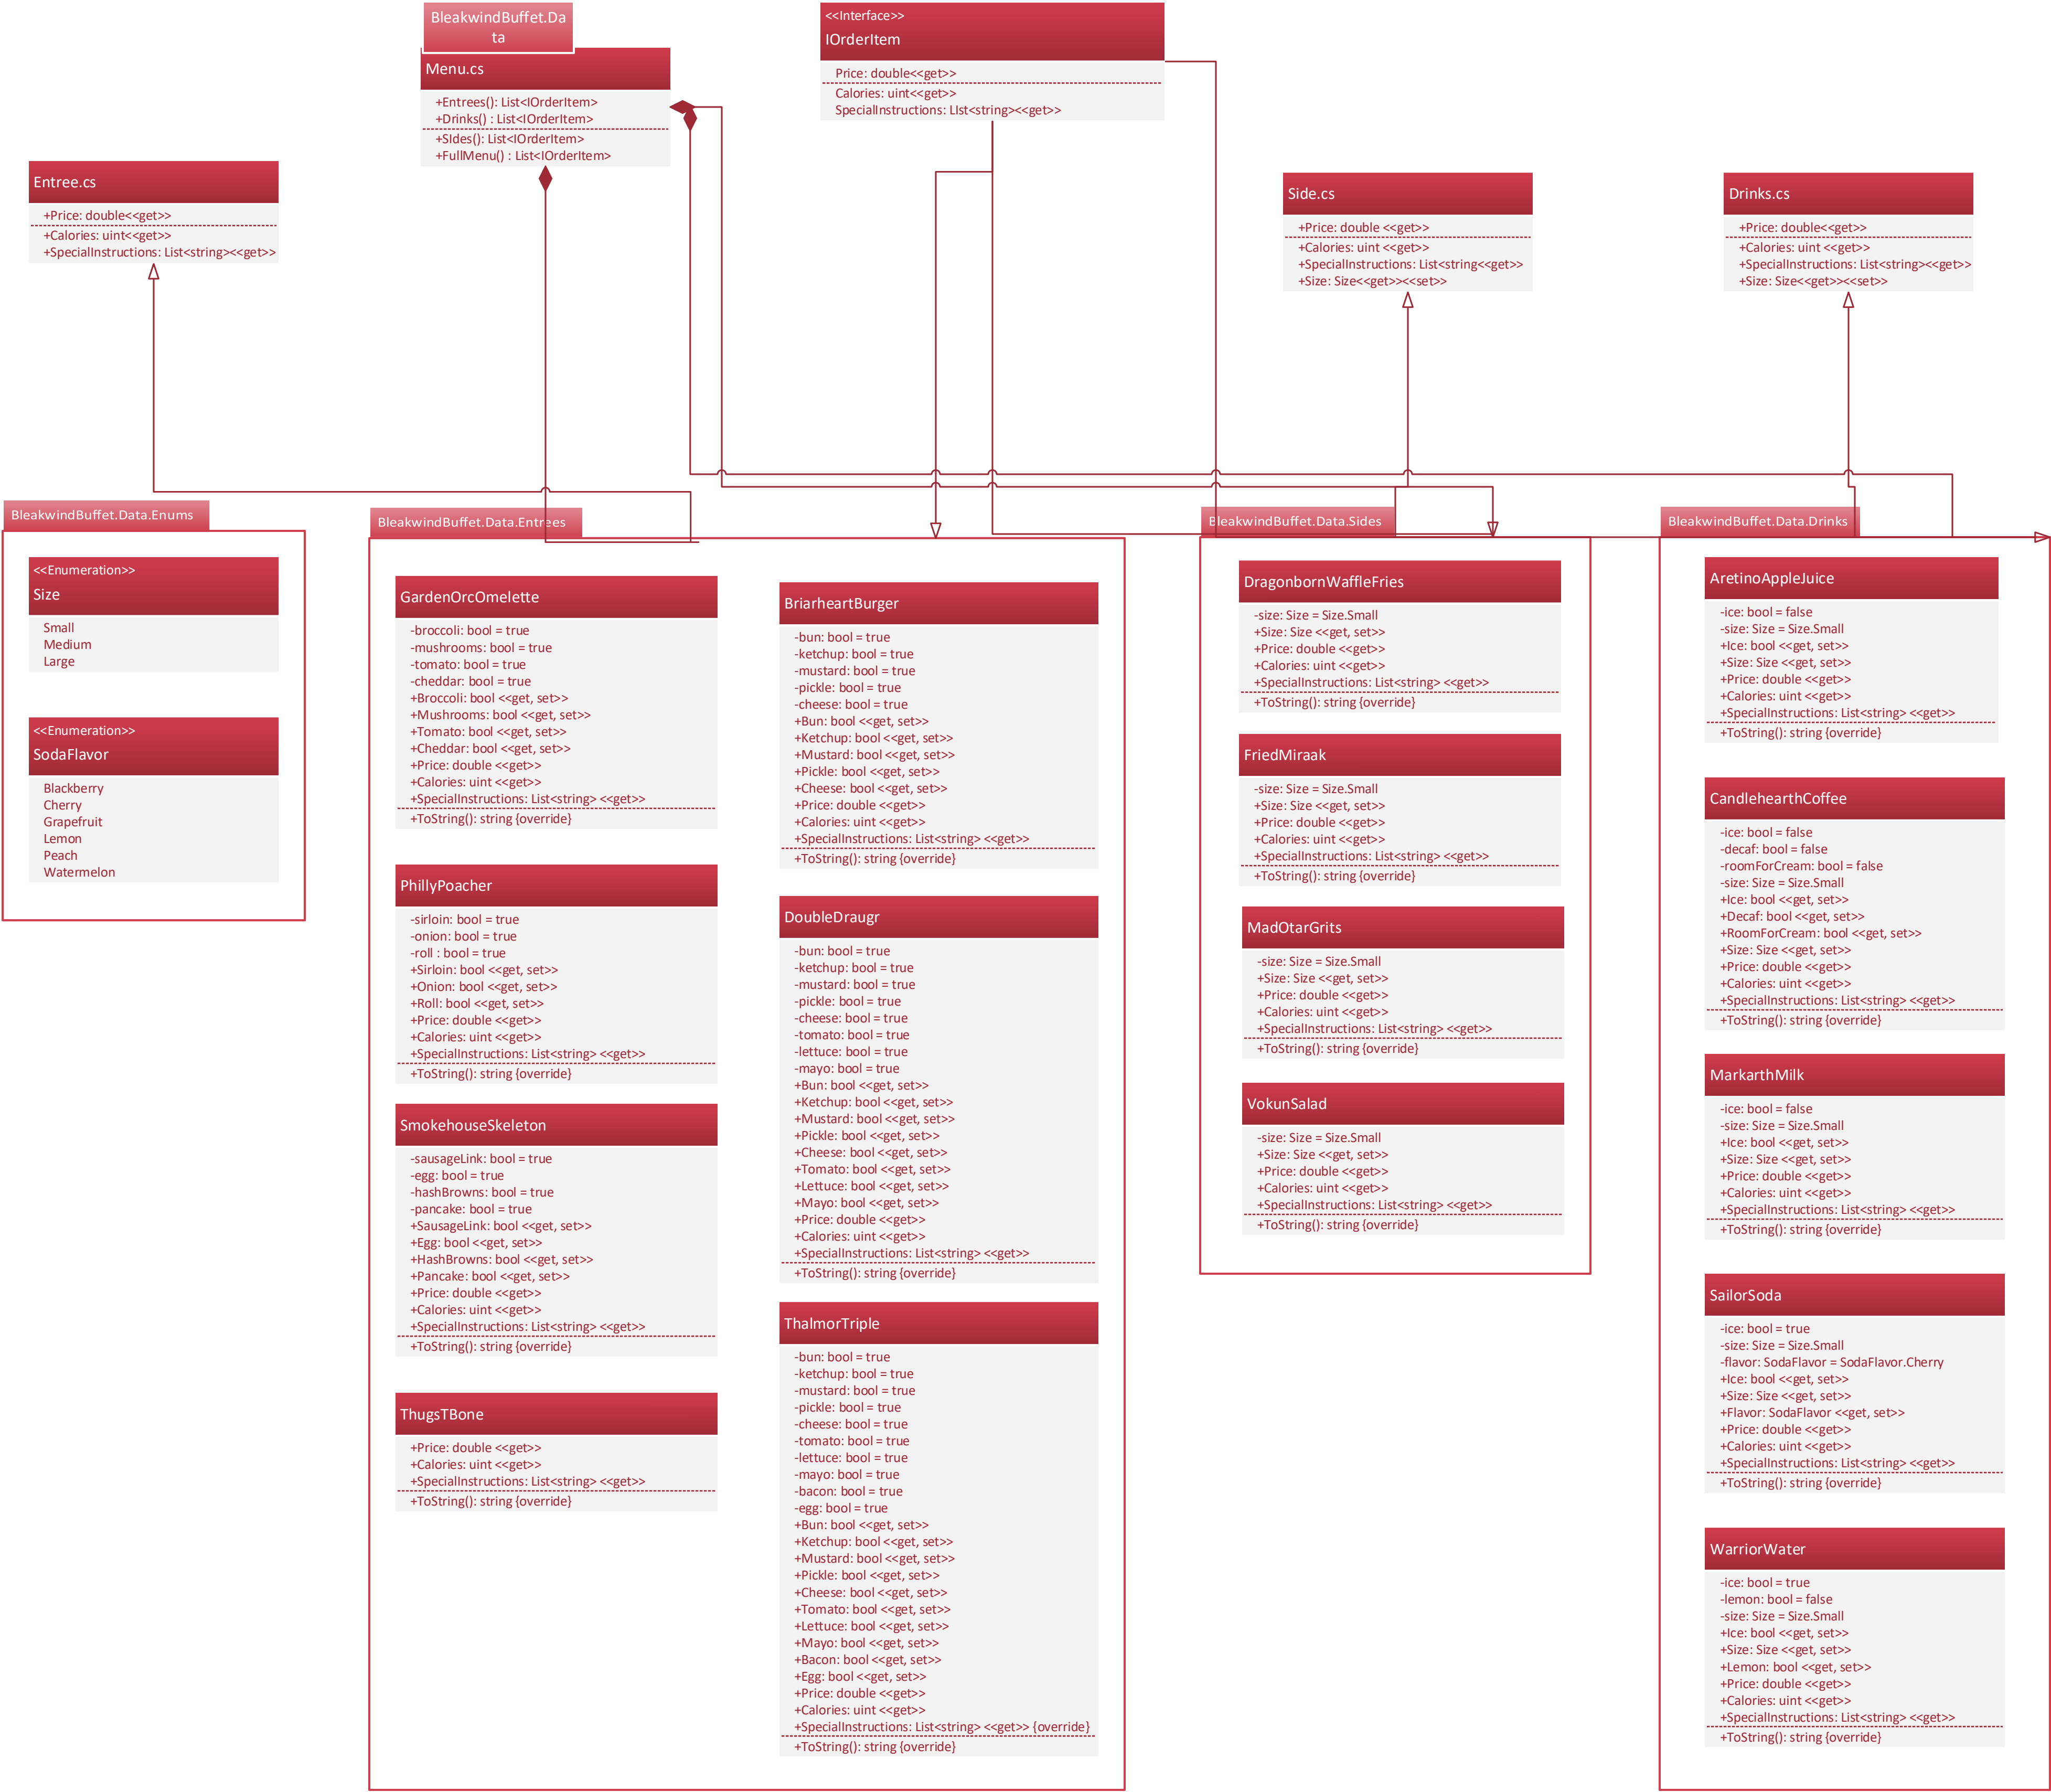 BleakwindBuffet.Da
ta
Menu.cs
+Entrees(): List<IOrderItem>
+Drinks() : List<IOrderItem>
+SIdes(): List<IOrderItem>
+FullMenu() : List<IOrderItem>
<<Interface>>
IOrderItem
Price: double<<get>>
Calories: uint<<get>>
SpecialInstructions: LIst<string><<get>>
Entree.cs
+Price: double<<get>>
+Calories: uint<<get>>
+SpecialInstructions: List<string><<get>>
Side.cs
+Price: double <<get>>
+Calories: uint <<get>>
+SpecialInstructions: List<string<<get>>
+Size: Size<<get>><<set>>
Drinks.cs
+Price: double<<get>>
+Calories: uint <<get>>
+SpecialInstructions: List<string><<get>>
+Size: Size<<get>><<set>>
BleakwindBuffet.Data.Enums
<<Enumeration>>
Size
Small
Medium
Large
<<Enumeration>>
SodaFlavor
Blackberry
Cherry
Grapefruit
Lemon
Peach
Watermelon
BleakwindBuffet.Data.Entrees
GardenOrcOmelette
-broccoli: bool = true
-mushrooms: bool = true
-tomato: bool = true
-cheddar: bool = true
+Broccoli: bool <<get, set>>
+Mushrooms: bool <<get, set>>
+Tomato: bool <<get, set>>
+Cheddar: bool <<get, set>>
+Price: double <<get>>
+Calories: uint <<get>>
+SpecialInstructions: List<string> <<get>>
+ToString(): string {override}
PhillyPoacher
-sirloin: bool = true
-onion: bool = true
-roll : bool = true
+Sirloin: bool <<get, set>>
+Onion: bool <<get, set>>
+Roll: bool <<get, set>>
+Price: double <<get>>
+Calories: uint <<get>>
+SpecialInstructions: List<string> <<get>>
+ToString(): string {override}
SmokehouseSkeleton
-sausageLink: bool = true
-egg: bool = true
-hashBrowns: bool = true
-pancake: bool = true
+SausageLink: bool <<get, set>>
+Egg: bool <<get, set>>
+HashBrowns: bool <<get, set>>
+Pancake: bool <<get, set>>
+Price: double <<get>>
+Calories: uint <<get>>
+SpecialInstructions: List<string> <<get>>
+ToString(): string {override}
ThugsTBone
+Price: double <<get>>
+Calories: uint <<get>>
+SpecialInstructions: List<string> <<get>>
+ToString(): string {override}
BriarheartBurger
-bun: bool = true
-ketchup: bool = true
-mustard: bool = true
-pickle: bool = true
-cheese: bool = true
+Bun: bool <<get, set>>
+Ketchup: bool <<get, set>>
+Mustard: bool <<get, set>>
+Pickle: bool <<get, set>>
+Cheese: bool <<get, set>>
+Price: double <<get>>
+Calories: uint <<get>>
+SpecialInstructions: List<string> <<get>>
+ToString(): string {override}
DoubleDraugr
-bun: bool = true
-ketchup: bool = true
-mustard: bool = true
-pickle: bool = true
-cheese: bool = true
-tomato: bool = true
-lettuce: bool = true
-mayo: bool = true
+Bun: bool <<get, set>>
+Ketchup: bool <<get, set>>
+Mustard: bool <<get, set>>
+Pickle: bool <<get, set>>
+Cheese: bool <<get, set>>
+Tomato: bool <<get, set>>
+Lettuce: bool <<get, set>>
+Mayo: bool <<get, set>>
+Price: double <<get>>
+Calories: uint <<get>>
+SpecialInstructions: List<string> <<get>>
+ToString(): string {override}
ThalmorTriple
-bun: bool = true
-ketchup: bool = true
-mustard: bool = true
-pickle: bool = true
-cheese: bool = true
-tomato: bool = true
-lettuce: bool = true
-mayo: bool = true
-bacon: bool = true
-egg: bool = true
+Bun: bool <<get, set>>
+Ketchup: bool <<get, set>>
+Mustard: bool <<get, set>>
+Pickle: bool <<get, set>>
+Cheese: bool <<get, set>>
+Tomato: bool <<get, set>>
+Lettuce: bool <<get, set>>
+Mayo: bool <<get, set>>
+Bacon: bool <<get, set>>
+Egg: bool <<get, set>>
+Price: double <<get>>
+Calories: uint <<get>>
+SpecialInstructions: List<string> <<get>> {override}
+ToString(): string {override}
BleakwindBuffet.Data.Sides
DragonbornWaffleFries
-size: Size = Size.Small
+Size: Size <<get, set>>
+Price: double <<get>>
+Calories: uint <<get>>
+SpecialInstructions: List<string> <<get>>
+ToString(): string {override}
FriedMiraak
-size: Size = Size.Small
+Size: Size <<get, set>>
+Price: double <<get>>
+Calories: uint <<get>>
+SpecialInstructions: List<string> <<get>>
+ToString(): string {override}
MadOtarGrits
-size: Size = Size.Small
+Size: Size <<get, set>>
+Price: double <<get>>
+Calories: uint <<get>>
+SpecialInstructions: List<string> <<get>>
+ToString(): string {override}
VokunSalad
-size: Size = Size.Small
+Size: Size <<get, set>>
+Price: double <<get>>
+Calories: uint <<get>>
+SpecialInstructions: List<string> <<get>>
+ToString(): string {override}
BleakwindBuffet.Data.Drinks
AretinoAppleJuice
-ice: bool = false
-size: Size = Size.Small
+Ice: bool <<get, set>>
+Size: Size <<get, set>>
+Price: double <<get>>
+Calories: uint <<get>>
+SpecialInstructions: List<string> <<get>>
+ToString(): string {override}
CandlehearthCoffee
-ice: bool = false
-decaf: bool = false
-roomForCream: bool = false
-size: Size = Size.Small
+Ice: bool <<get, set>>
+Decaf: bool <<get, set>>
+RoomForCream: bool <<get, set>>
+Size: Size <<get, set>>
+Price: double <<get>>
+Calories: uint <<get>>
+SpecialInstructions: List<string> <<get>>
+ToString(): string {override}
MarkarthMilk
-ice: bool = false
-size: Size = Size.Small
+Ice: bool <<get, set>>
+Size: Size <<get, set>>
+Price: double <<get>>
+Calories: uint <<get>>
+SpecialInstructions: List<string> <<get>>
+ToString(): string {override}
SailorSoda
-ice: bool = true
-size: Size = Size.Small
-flavor: SodaFlavor = SodaFlavor.Cherry
+Ice: bool <<get, set>>
+Size: Size <<get, set>>
+Flavor: SodaFlavor <<get, set>>
+Price: double <<get>>
+Calories: uint <<get>>
+SpecialInstructions: List<string> <<get>>
+ToString(): string {override}
WarriorWater
-ice: bool = true
-lemon: bool = false
-size: Size = Size.Small
+Ice: bool <<get, set>>
+Size: Size <<get, set>>
+Lemon: bool <<get, set>>
+Price: double <<get>>
+Calories: uint <<get>>
+SpecialInstructions: List<string> <<get>>
+ToString(): string {override}